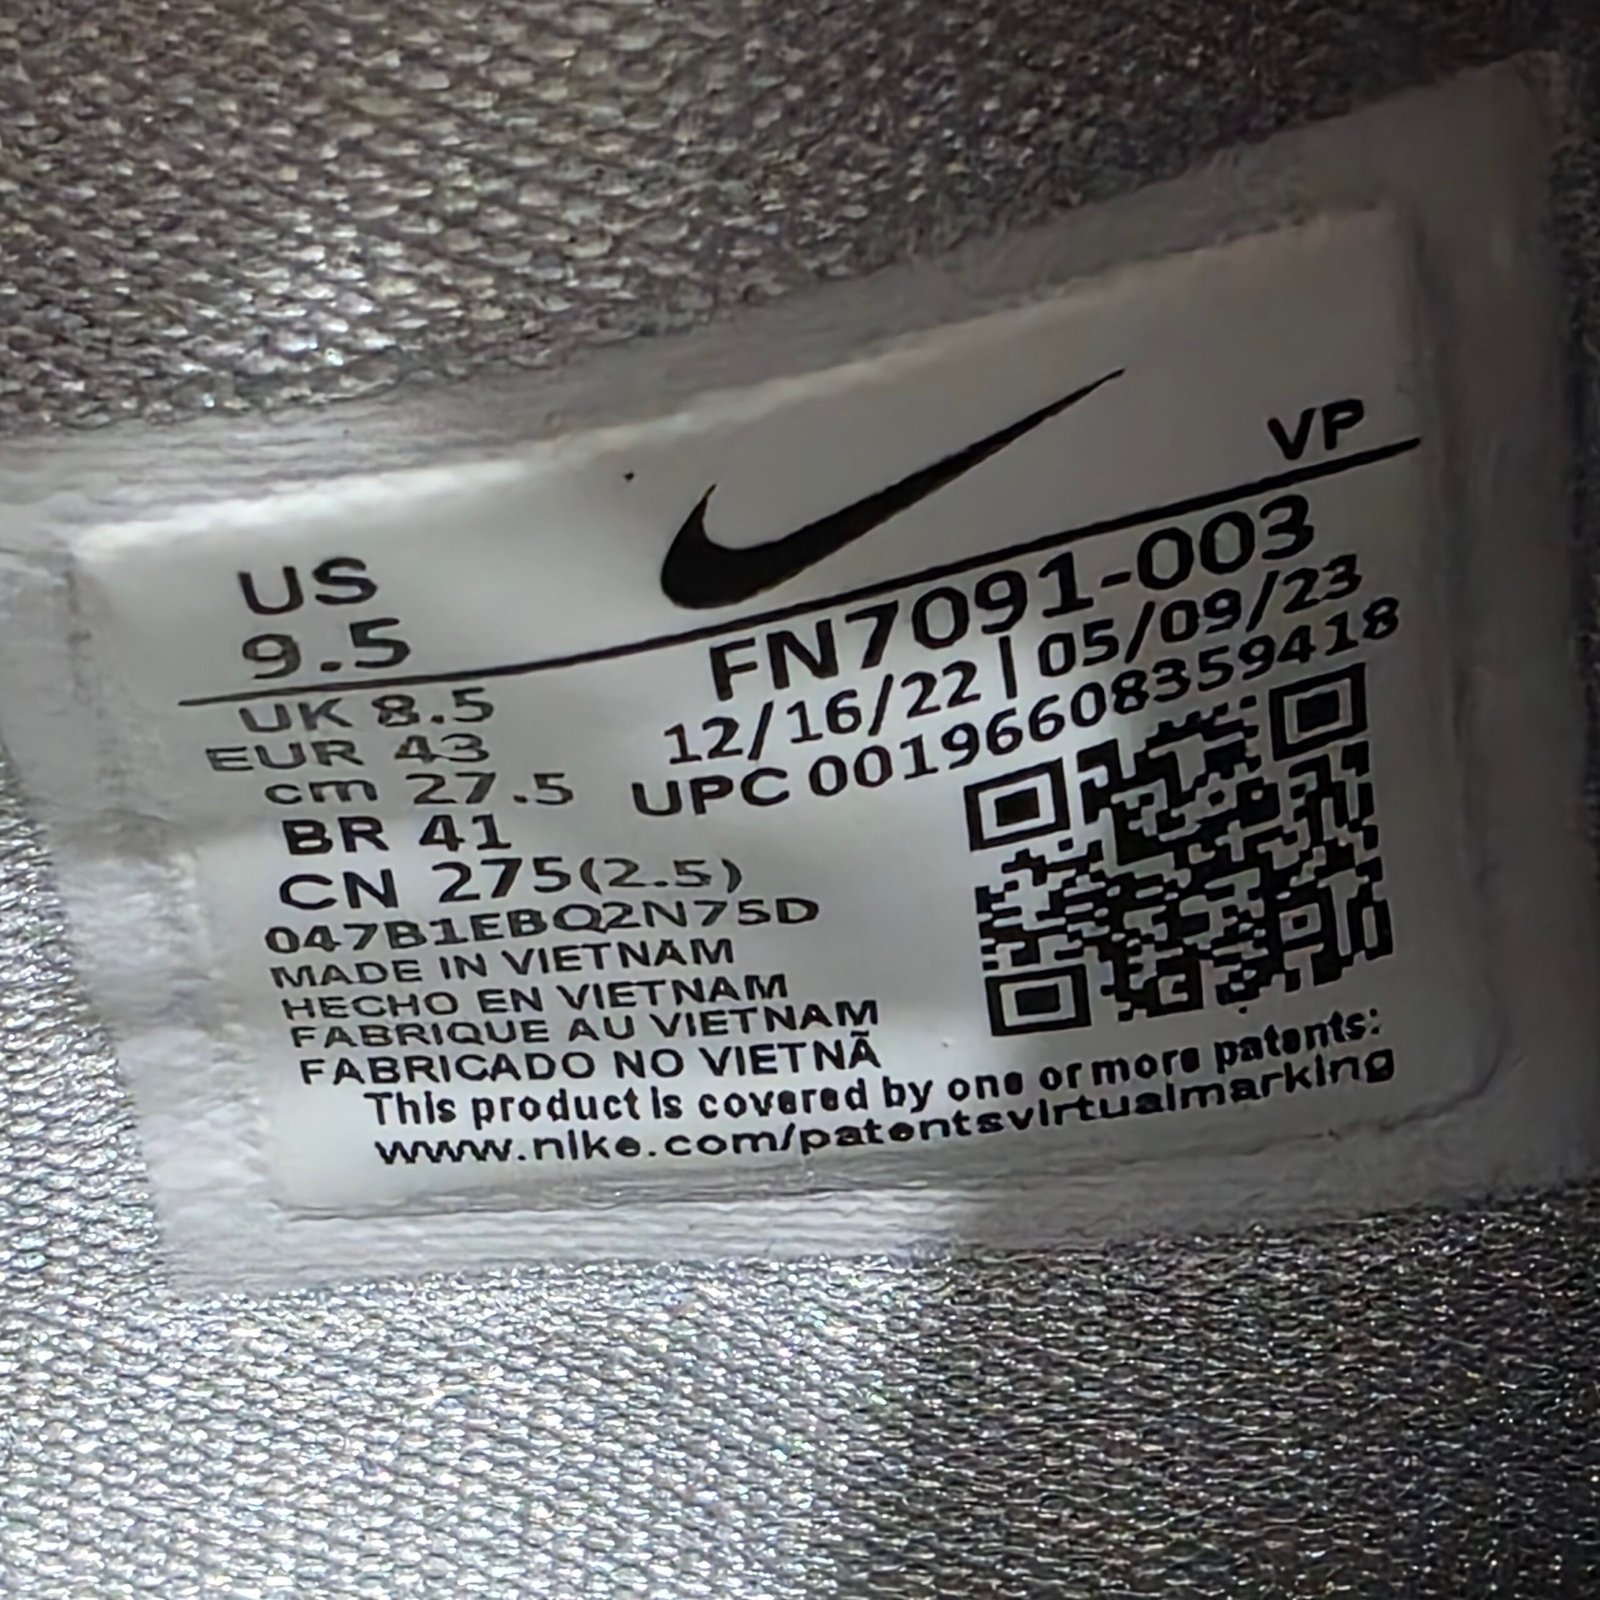 VP
US
9.5
FN7091-003
12/16/22 | 05/09/23
UPC 00196608359418
UK 8.5
EUR 43
cm 27.5
BR 41
CN 275(2.5)
047B1EBQ2N75D
MADE IN VIETNAM
HECHO EN VIETNAM
FABRIQUE AU VIETNAM
FABRICADO NO VIETNÃ
This product is covered by one or more patents:
www.nike.com/patentsvirtualmarking